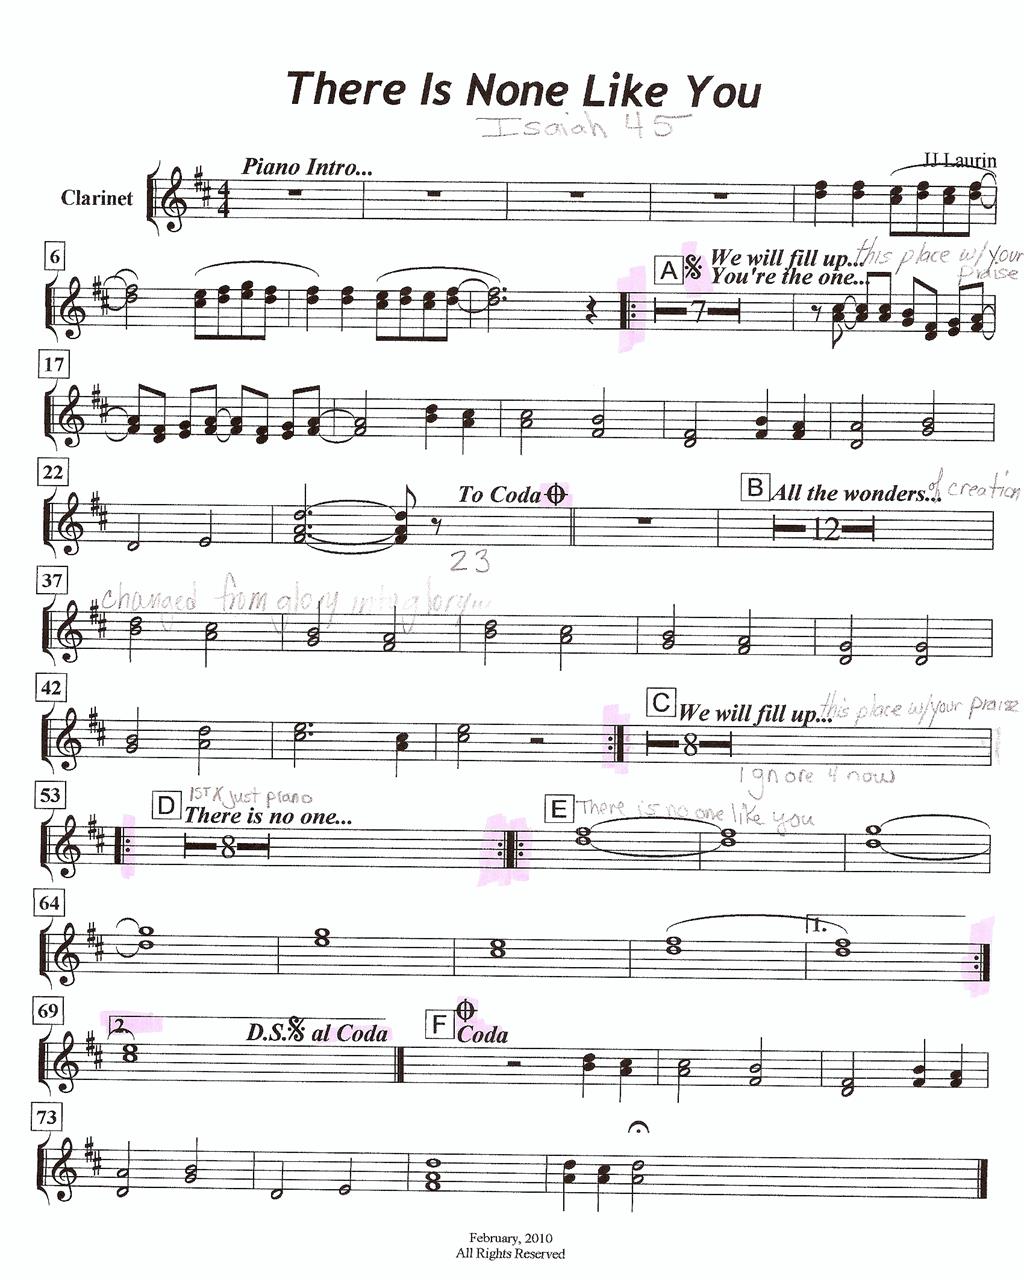 There Is None Like You
Isaiah 45
JJ Laurin
Piano Intro...
Clarinet
4
4
6
A
We will fill up... this place w/ your praise
You're the one...
7
17
22
To Coda
B
All the wonders... of creation
12
23
37
changed from glory into glory...
42
C
We will fill up... this place w/ your praise
8
Ignore 4 now
53
D
1ST X just piano
There is no one...
8
E
There is no one like you
64
1.
69
2.
D.S. al Coda
F
Coda
73
February, 2010
All Rights Reserved